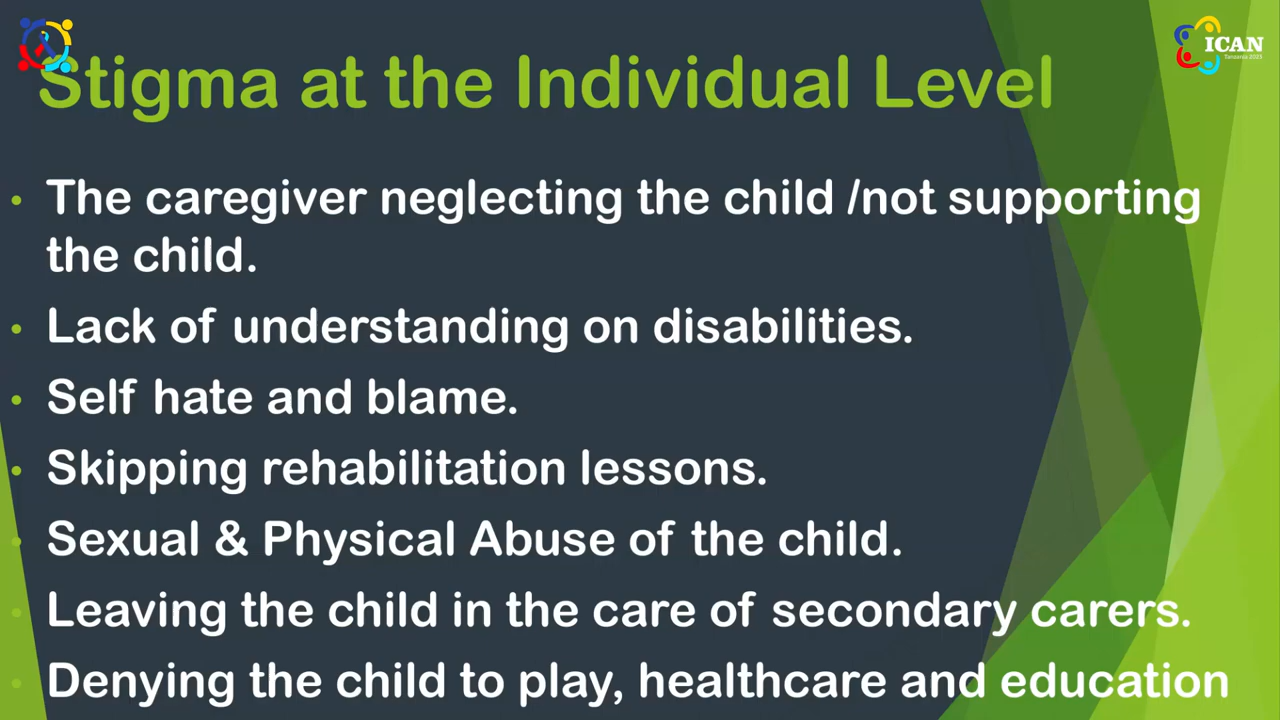 Stigma at the Individual Level
ICAN
Tanzania 2023
• The caregiver neglecting the child /not supporting
the child.
• Lack of understanding on disabilities.
• Self hate and blame.
• Skipping rehabilitation lessons.
• Sexual & Physical Abuse of the child.
• Leaving the child in the care of secondary carers.
• Denying the child to play, healthcare and education